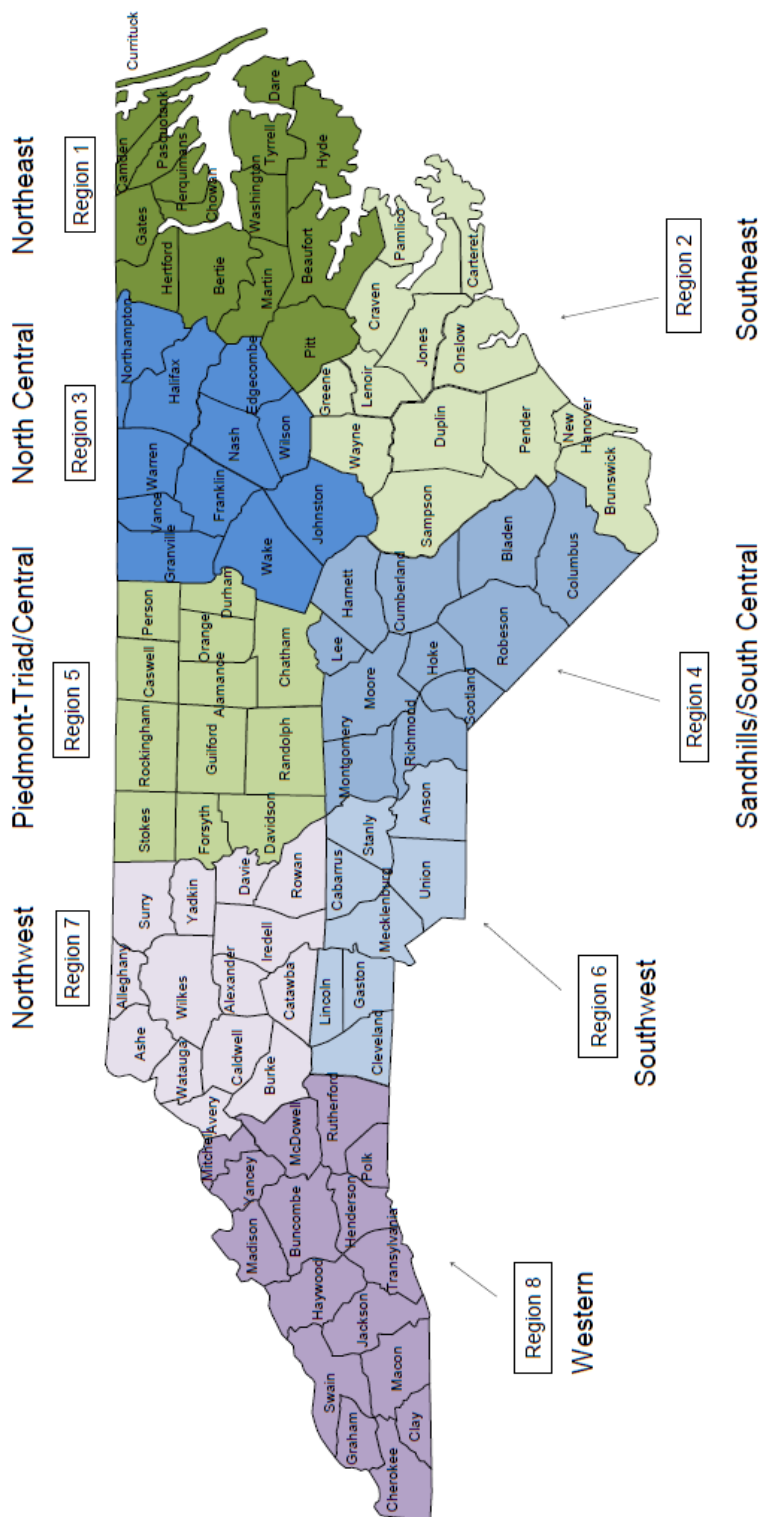 Northwest
Piedmont-Triad/Central
North Central
Northeast
Region 7
Region 5
Region 3
Region 1
Currituck
Camden
Pasquotank
Perquimans
Chowan
Gates
Hertford
Bertie
Washington
Tyrrell
Dare
Hyde
Martin
Beaufort
Pitt
Northampton
Halifax
Edgecombe
Warren
Vance
Granville
Franklin
Nash
Wilson
Wake
Johnston
Greene
Lenoir
Craven
Pamlico
Carteret
Jones
Onslow
Wayne
Duplin
Sampson
Pender
New
Hanover
Brunswick
Person
Caswell
Rockingham
Stokes
Durham
Orange
Alamance
Guilford
Forsyth
Chatham
Randolph
Davidson
Harnett
Lee
Moore
Montgomery
Cumberland
Hoke
Richmond
Scotland
Bladen
Robeson
Columbus
Surry
Yadkin
Davie
Rowan
Iredell
Alleghany
Ashe
Wilkes
Watauga
Alexander
Caldwell
Catawba
Burke
Avery
Stanly
Anson
Cabarrus
Union
Mecklenburg
Lincoln
Gaston
Cleveland
Mitchell
Yancey
McDowell
Rutherford
Polk
Madison
Buncombe
Henderson
Transylvania
Haywood
Jackson
Swain
Macon
Graham
Clay
Cherokee
Region 8
Western
Region 6
Southwest
Region 4
Sandhills/South Central
Region 2
Southeast